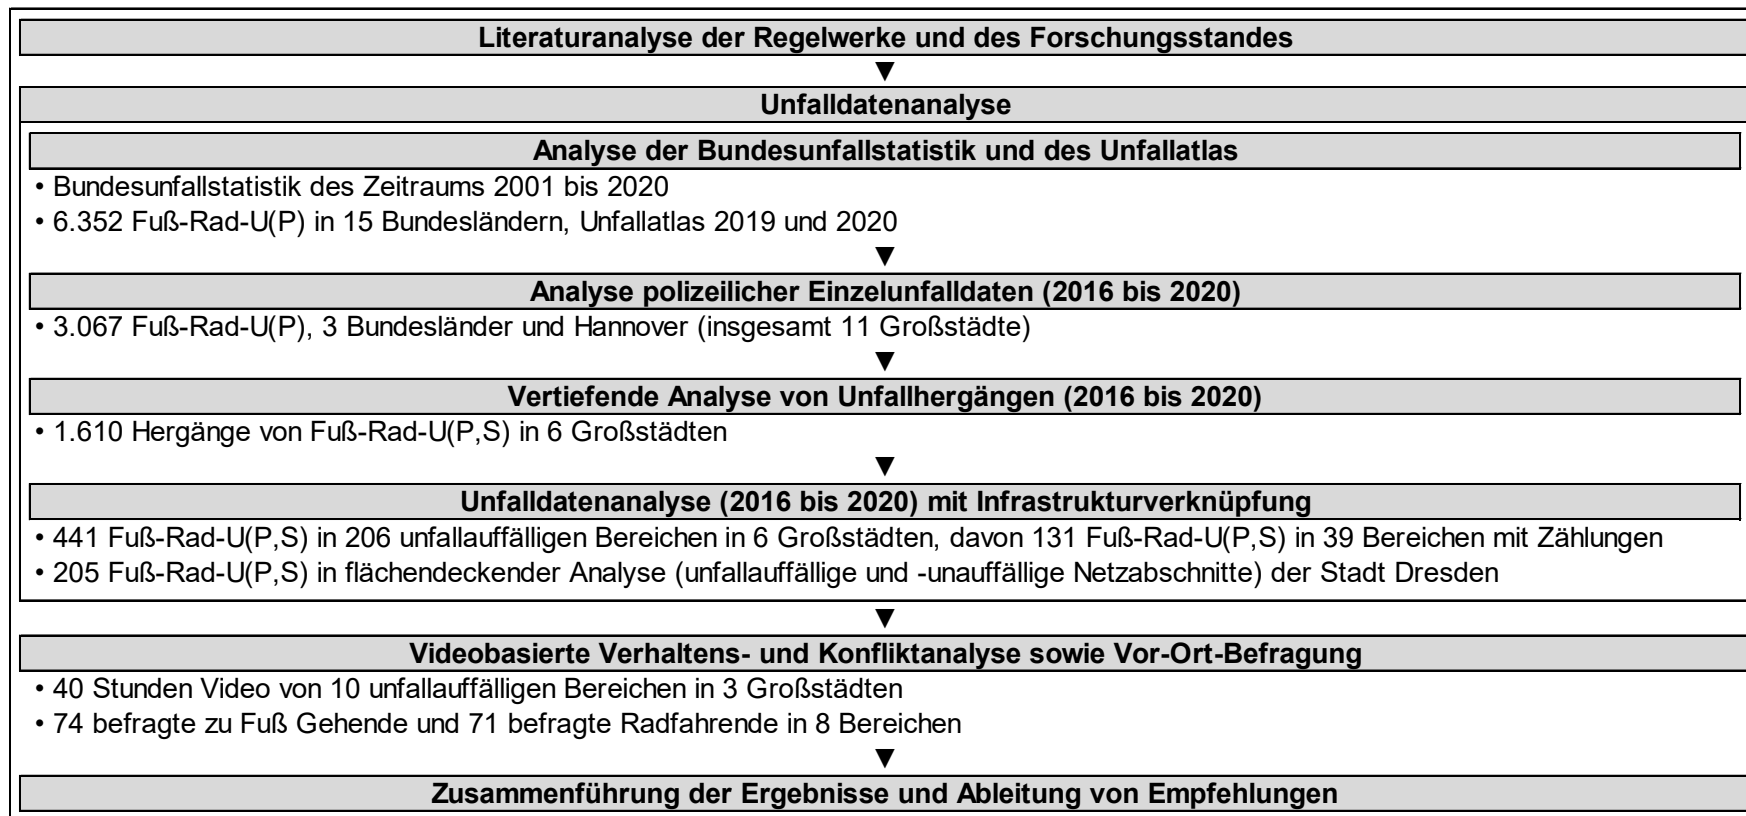 Literaturanalyse der Regelwerke und des Forschungsstandes
▼
Unfalldatenanalyse
Analyse der Bundesunfallstatistik und des Unfallatlas
• Bundesunfallstatistik des Zeitraums 2001 bis 2020
• 6.352 Fuß-Rad-U(P) in 15 Bundesländern, Unfallatlas 2019 und 2020
▼
Analyse polizeilicher Einzelunfalldaten (2016 bis 2020)
• 3.067 Fuß-Rad-U(P), 3 Bundesländer und Hannover (insgesamt 11 Großstädte)
▼
Vertiefende Analyse von Unfallhergängen (2016 bis 2020)
• 1.610 Hergänge von Fuß-Rad-U(P,S) in 6 Großstädten
▼
Unfalldatenanalyse (2016 bis 2020) mit Infrastrukturverknüpfung
• 441 Fuß-Rad-U(P,S) in 206 unfallauffälligen Bereichen in 6 Großstädten, davon 131 Fuß-Rad-U(P,S) in 39 Bereichen mit Zählungen
• 205 Fuß-Rad-U(P,S) in flächendeckender Analyse (unfallauffällige und -unauffällige Netzabschnitte) der Stadt Dresden
▼
Videobasierte Verhaltens- und Konfliktanalyse sowie Vor-Ort-Befragung
• 40 Stunden Video von 10 unfallauffälligen Bereichen in 3 Großstädten
• 74 befragte zu Fuß Gehende und 71 befragte Radfahrende in 8 Bereichen
▼
Zusammenführung der Ergebnisse und Ableitung von Empfehlungen